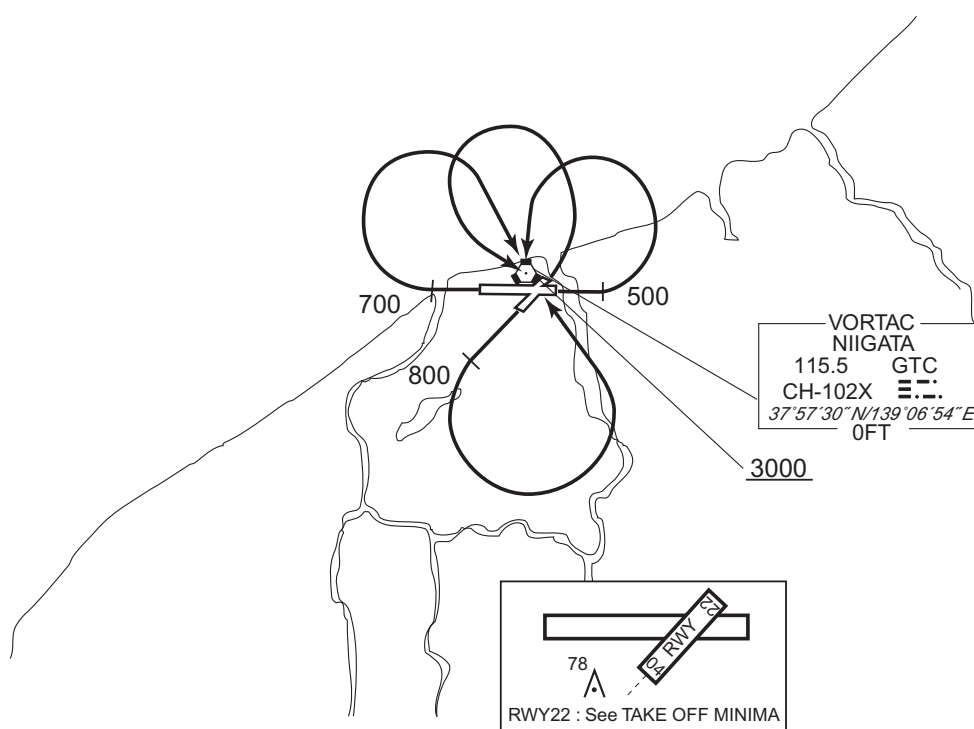 700
500
800
VORTAC
NIIGATA
115.5 GTC
CH-102X
37°57′30″N/139°06′54″E
0FT
3000
22
RWY
04
78
RWY22 : See TAKE OFF MINIMA